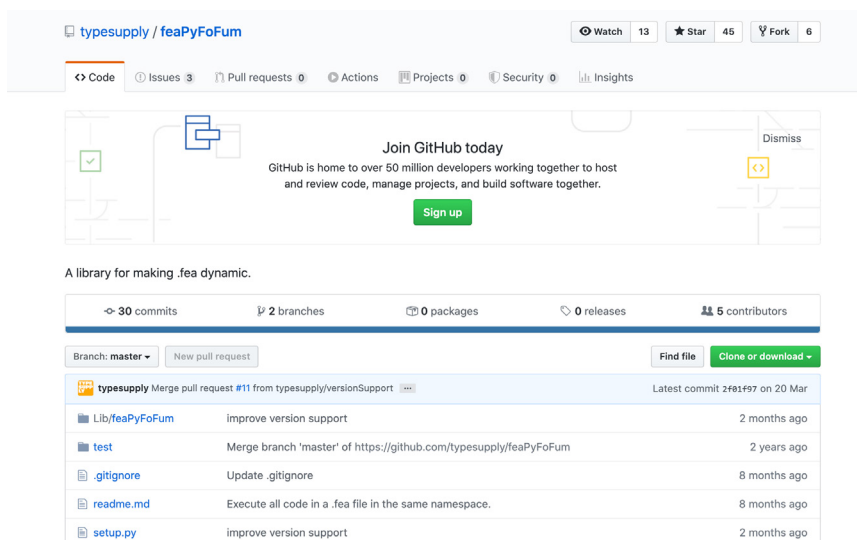 typesupply / feaPyFoFum
Watch 13 Star 45 Fork 6
Code Issues 3 Pull requests 0 Actions Projects 0 Security 0 Insights
Join GitHub today
Dismiss
GitHub is home to over 50 million developers working together to host
and review code, manage projects, and build software together.
Sign up
A library for making .fea dynamic.
30 commits 2 branches 0 packages 0 releases 5 contributors
Branch: master New pull request Find file Clone or download
typesupply Merge pull request #11 from typesupply/versionSupport ... Latest commit 2f01f97 on 20 Mar
Lib/feaPyFoFum improve version support 2 months ago
test Merge branch 'master' of https://github.com/typesupply/feaPyFoFum 2 years ago
.gitignore Update .gitignore 8 months ago
readme.md Execute all code in a .fea file in the same namespace. 8 months ago
setup.py improve version support 2 months ago